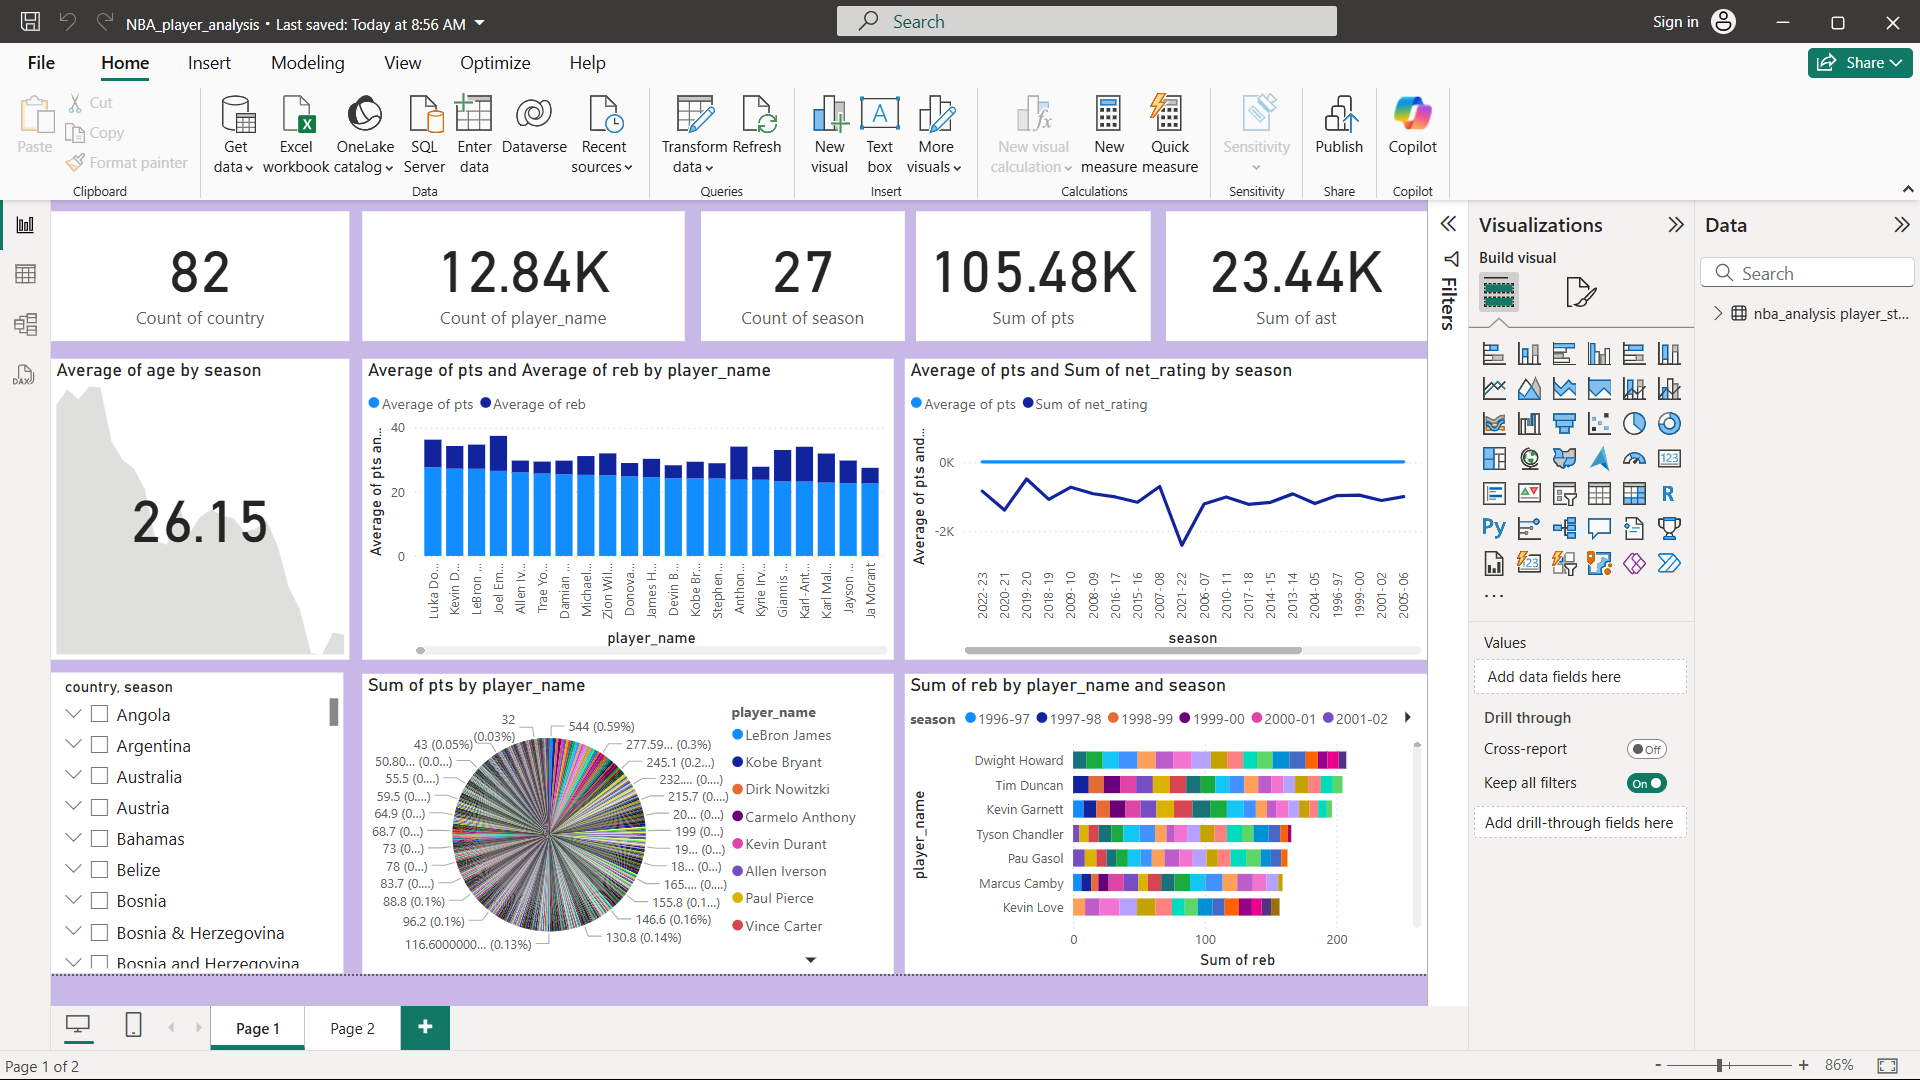 NBA_player_analysis • Last saved: Today at 8:56 AM
Search
Sign in
File
Home
Insert
Modeling
View
Optimize
Help
Share
Paste
Cut
Copy
Format painter
Clipboard
Get data
Excel workbook
OneLake catalog
SQL Server
Enter data
Dataverse
Recent sources
Data
Transform data
Refresh
Queries
New visual
Text box
More visuals
Insert
New visual calculation
New measure
Quick measure
Calculations
Sensitivity
Sensitivity
Publish
Share
Copilot
Copilot
82
Count of country
12.84K
Count of player_name
27
Count of season
105.48K
Sum of pts
23.44K
Sum of ast
Average of age by season
26.15
Average of pts and Average of reb by player_name
Average of pts
Average of reb
Average of pts an...
40
20
0
Luka Do...
Kevin D...
LeBron ...
Joel Em...
Allen Iv...
Trae Yo...
Damian ...
Michael...
Zion Wil...
Donova...
James H...
Devin B...
Kobe Br...
Stephen...
Anthon...
Kyrie Irv...
Giannis ...
Karl-Ant...
Karl Mal...
Jayson ...
Ja Morant
player_name
Average of pts and Sum of net_rating by season
Average of pts
Sum of net_rating
Average of pts and...
0K
-2K
2022-23
2020-21
2019-20
2018-19
2009-10
2008-09
2016-17
2015-16
2007-08
2021-22
2006-07
2010-11
2017-18
2014-15
2013-14
2004-05
1996-97
1999-00
2001-02
2005-06
season
country, season
Angola
Argentina
Australia
Austria
Bahamas
Belize
Bosnia
Bosnia & Herzegovina
Bosnia and Herzegovina
Sum of pts by player_name
32 (0.03%)
43 (0.05%)
50.80... (0.0...)
55.5 (0....)
59.5 (0....)
64.9 (0...)
68.7 (0...)
73 (0...)
78 (0...)
83.7 (0....)
88.8 (0.1%)
96.2 (0.1%)
116.6000000... (0.13%)
544 (0.59%)
277.59... (0.3%)
245.1 (0.2...)
232.... (0....)
215.7 (0....)
20... (0...)
199 (0...)
19... (0...)
18... (0...)
165.... (0....)
155.8 (0.1...)
146.6 (0.16%)
130.8 (0.14%)
player_name
LeBron James
Kobe Bryant
Dirk Nowitzki
Carmelo Anthony
Kevin Durant
Allen Iverson
Paul Pierce
Vince Carter
Sum of reb by player_name and season
season
1996-97
1997-98
1998-99
1999-00
2000-01
2001-02
player_name
Dwight Howard
Tim Duncan
Kevin Garnett
Tyson Chandler
Pau Gasol
Marcus Camby
Kevin Love
0
100
200
Sum of reb
Filters
Visualizations
Build visual
123
R
Py
123
...
Values
Add data fields here
Drill through
Cross-report
Off
Keep all filters
On
Add drill-through fields here
Data
Search
nba_analysis player_st...
DAX
Page 1
Page 2
+
Page 1 of 2
-
+
86%